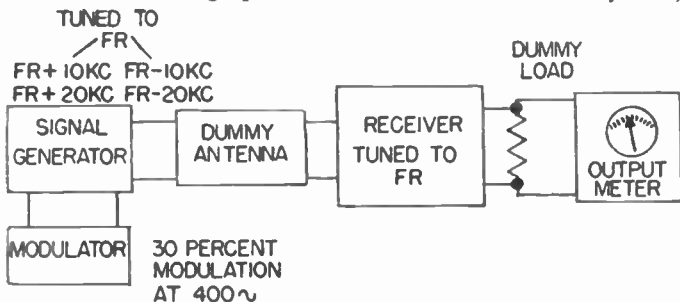 TUNED TO
FR
FR+10KC FR-10KC
FR+20KC FR-20KC
SIGNAL
GENERATOR
DUMMY
ANTENNA
RECEIVER
TUNED TO
FR
DUMMY
LOAD
OUTPUT
METER
MODULATOR
30 PERCENT
MODULATION
AT 400~